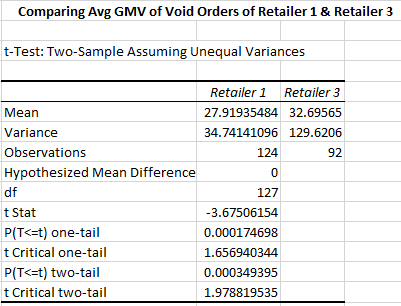 Comparing Avg GMV of Void Orders of Retailer 1 & Retailer 3
t-Test: Two-Sample Assuming Unequal Variances
Retailer 1 Retailer 3
Mean 27.91935484 32.69565
Variance 34.74141096 129.6206
Observations 124 92
Hypothesized Mean Difference 0
df 127
t Stat -3.67506154
P(T<=t) one-tail 0.000174698
t Critical one-tail 1.656940344
P(T<=t) two-tail 0.000349395
t Critical two-tail 1.978819535